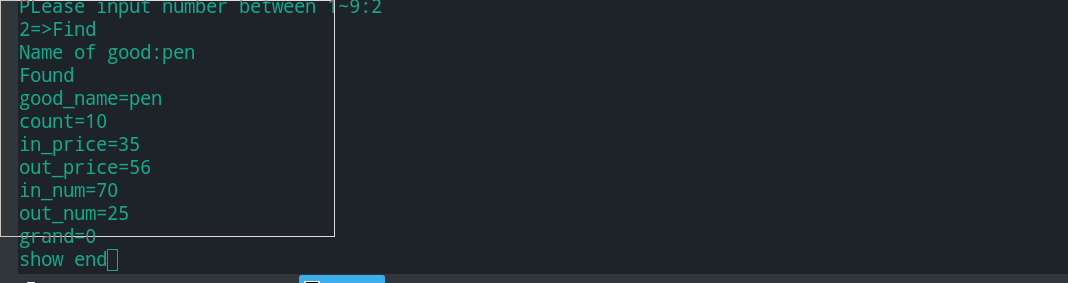 PLease input number between 1~9:2
2=>Find
Name of good:pen
Found
good_name=pen
count=10
in_price=35
out_price=56
in_num=70
out_num=25
grand=0
show end